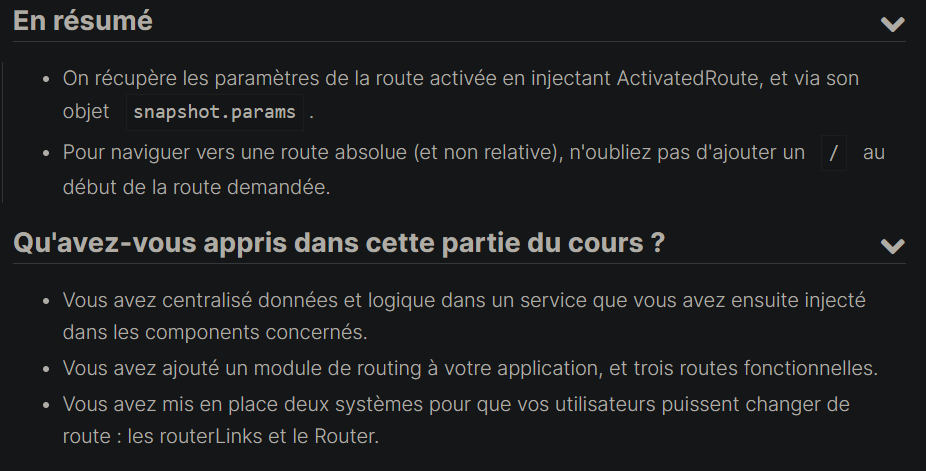 En résumé
On récupère les paramètres de la route activée en injectant ActivatedRoute, et via son
objet snapshot.params .
Pour naviguer vers une route absolue (et non relative), n'oubliez pas d'ajouter un / au
début de la route demandée.
Qu'avez-vous appris dans cette partie du cours ?
Vous avez centralisé données et logique dans un service que vous avez ensuite injecté
dans les components concernés.
Vous avez ajouté un module de routing à votre application, et trois routes fonctionnelles.
Vous avez mis en place deux systèmes pour que vos utilisateurs puissent changer de
route : les routerLinks et le Router.